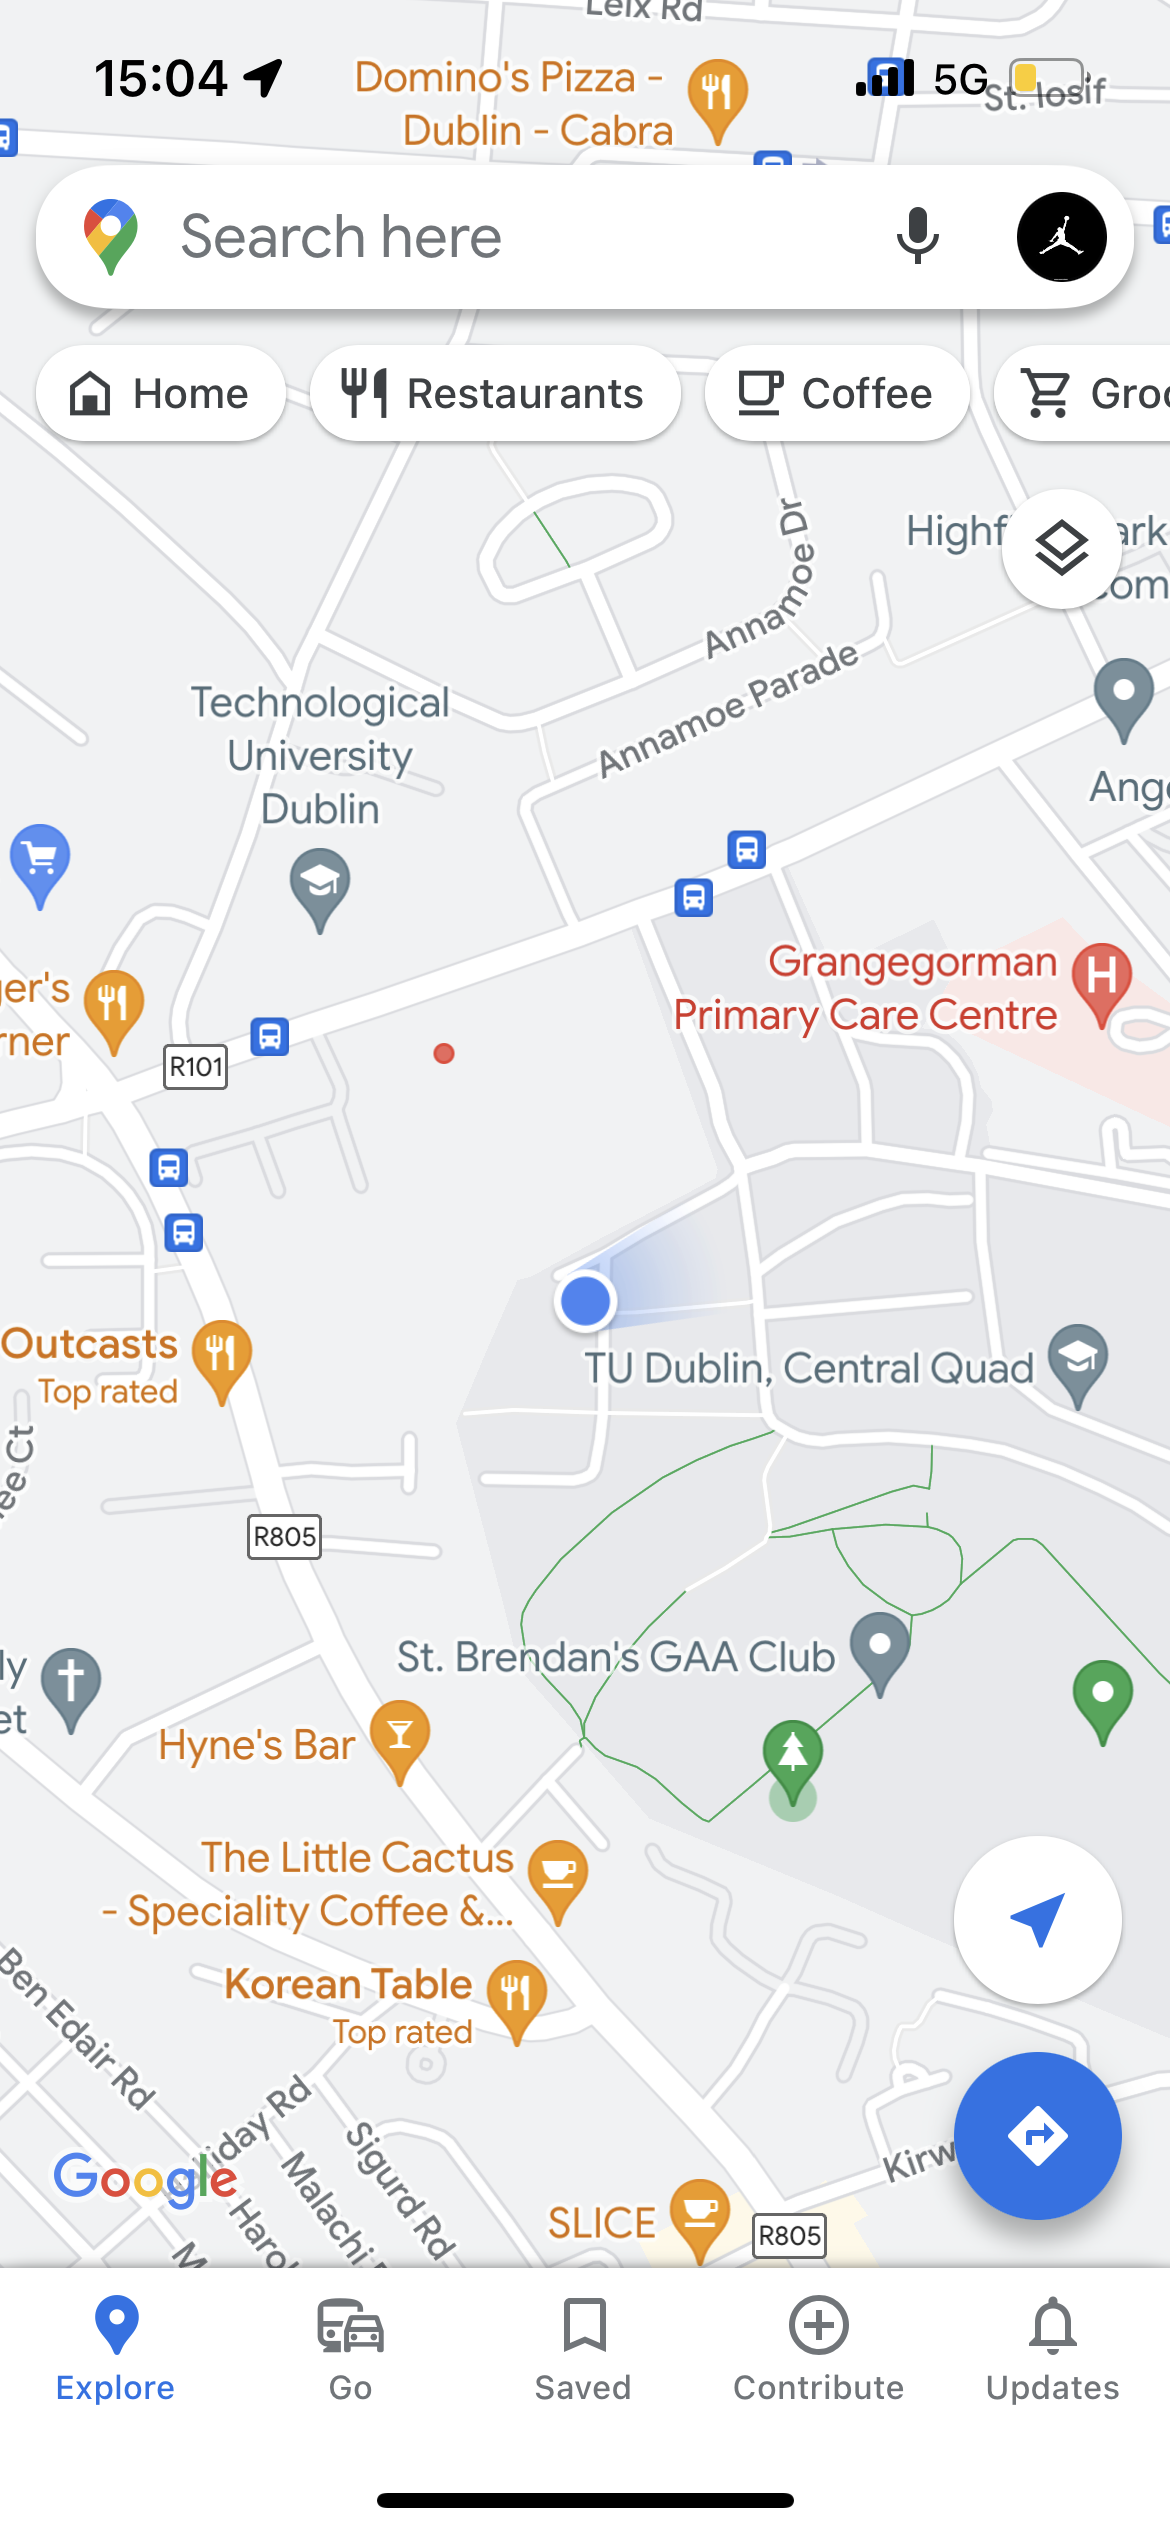 Leix Rd
15:04
5G
Domino's Pizza -
Dublin - Cabra
St. Iosif
Search here
Home
Restaurants
Coffee
Annamoe Dr
Annamoe Parade
Technological
University
Dublin
Grangegorman
Primary Care Centre
H
R101
Outcasts
Top rated
TU Dublin, Central Quad
R805
St. Brendan's GAA Club
Hyne's Bar
The Little Cactus
- Speciality Coffee &...
Korean Table
Top rated
Ben Edair Rd
Sigurd Rd
Malachi
Google
SLICE
R805
Explore
Go
Saved
Contribute
Updates